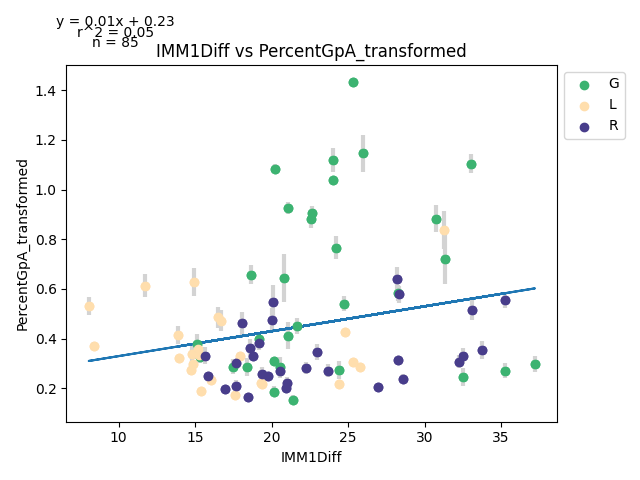 y = 0.01x + 0.23
r^2 = 0.05
n = 85
IMM1Diff vs PercentGpA_transformed
G
L
R
PercentGpA_transformed
1.4
1.2
1.0
0.8
0.6
0.4
0.2
10 15 20 25 30 35
IMM1Diff